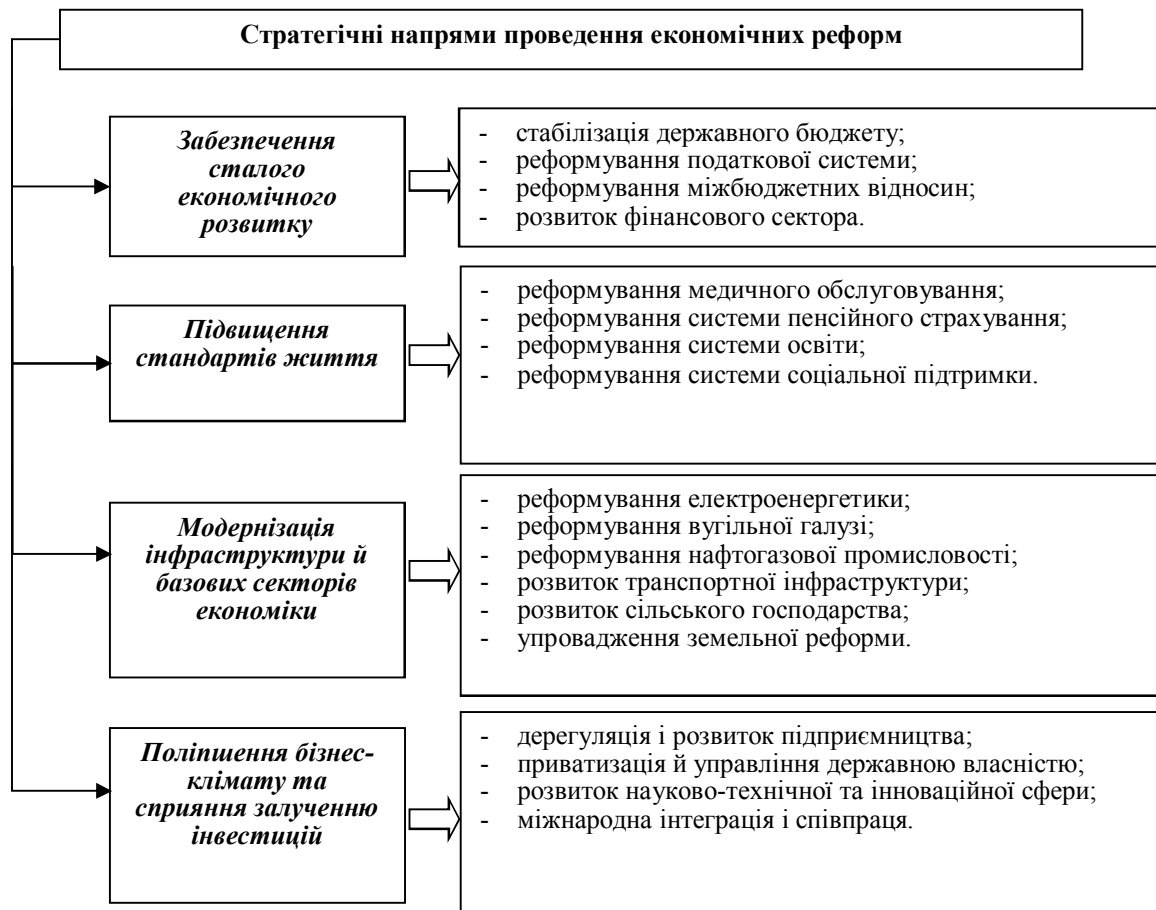 Стратегічні напрями проведення економічних реформ
Забезпечення
сталого
економічного
розвитку
- стабілізація державного бюджету;
- реформування податкової системи;
- реформування міжбюджетних відносин;
- розвиток фінансового сектора.
Підвищення
стандартів життя
- реформування медичного обслуговування;
- реформування системи пенсійного страхування;
- реформування системи освіти;
- реформування системи соціальної підтримки.
Модернізація
інфраструктури й
базових секторів
економіки
- реформування електроенергетики;
- реформування вугільної галузі;
- реформування нафтогазової промисловості;
- розвиток транспортної інфраструктури;
- розвиток сільського господарства;
- упровадження земельної реформи.
Поліпшення бізнес-
клімату та
сприяння залученню
інвестицій
- дерегуляція і розвиток підприємництва;
- приватизація й управління державною власністю;
- розвиток науково-технічної та інноваційної сфери;
- міжнародна інтеграція і співпраця.